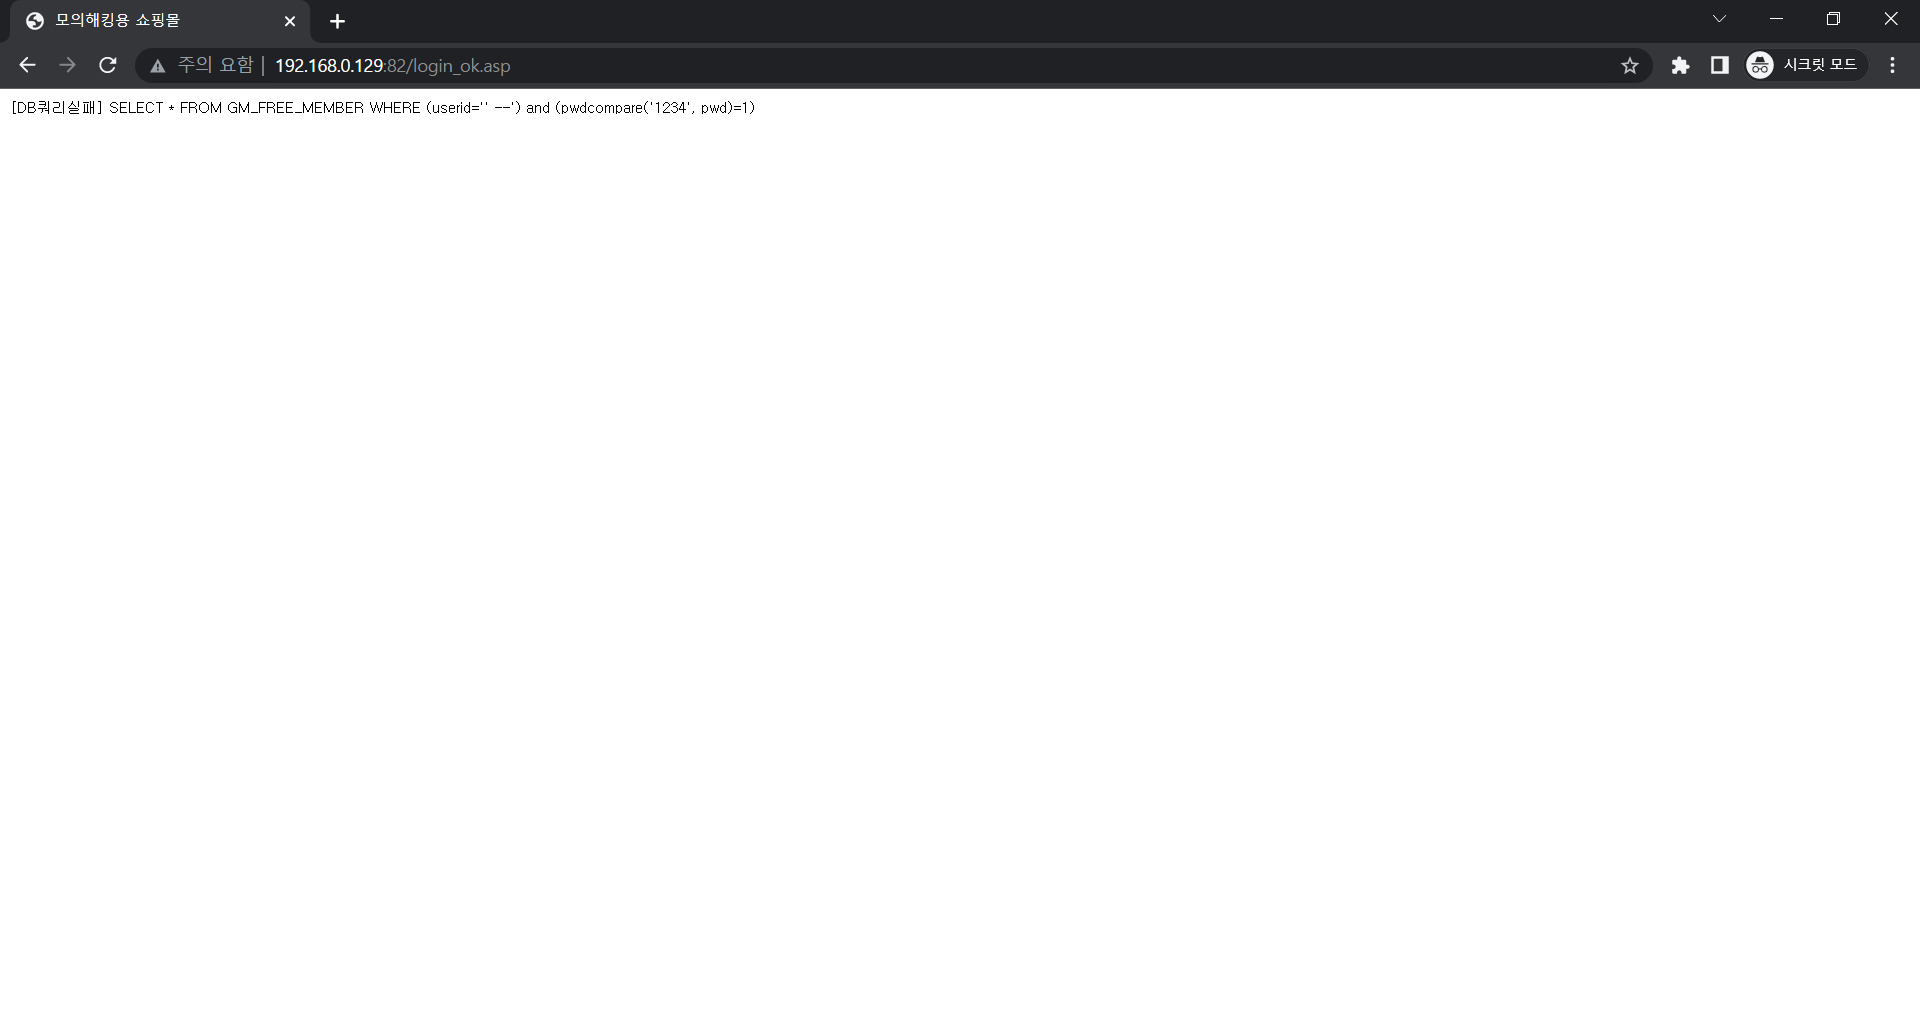 모의해킹용 쇼핑몰
주의 요함 | 192.168.0.129:82/login_ok.asp
시크릿 모드
[DB쿼리실패] SELECT * FROM GM_FREE_MEMBER WHERE (userid='' --') and (pwdcompare('1234', pwd)=1)